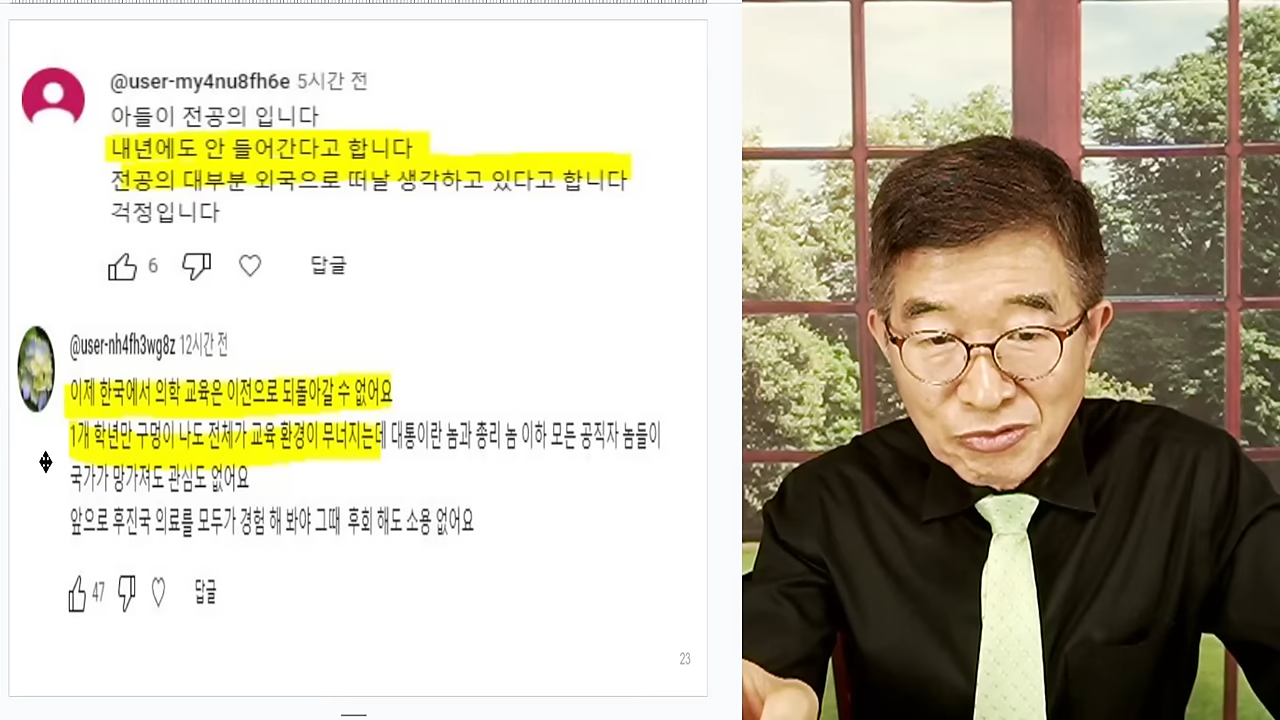 @user-my4nu8fh6e 5시간 전
아들이 전공의 입니다
내년에도 안 들어간다고 합니다
전공의 대부분 외국으로 떠날 생각하고 있다고 합니다
걱정입니다
6 답글
@user-nh4fh3wg8z 12시간 전
이제 한국에서 의학 교육은 이전으로 되돌아갈 수 없어요
1개 학년만 구멍이 나도 전체가 교육 환경이 무너지는데 대통이란 놈과 총리 놈 이하 모든 공직자 놈들이
국가가 망가져도 관심도 없어요
앞으로 후진국 의료를 모두가 경험 해 봐야 그때 후회 해도 소용 없어요
47 답글
23